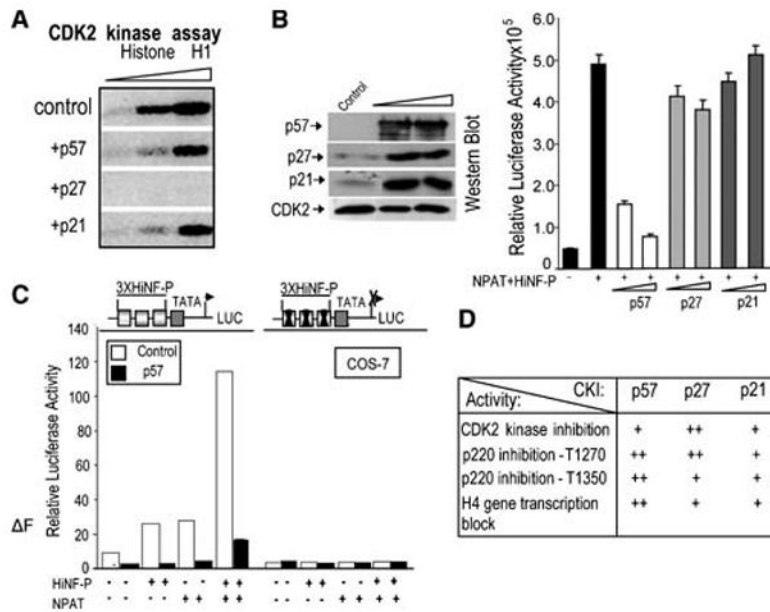 A
CDK2 kinase assay
Histone H1
control
+p57
+p27
+p21
B
Control
p57
p27
p21
CDK2
Western Blot
Relative Luciferase Activityx10⁵
6.0
5.0
4.0
3.0
2.0
1.0
NPAT+HiNF-P - + + + + + + +
p57 p27 p21
C
3XHiNF-P
TATA
LUC
3XHiNF-P
TATA
LUC
Control
p57
COS-7
ΔF
Relative Luciferase Activity
140
120
100
80
60
40
20
0
HiNF-P - - + + - - + + - - + + - - + +
NPAT - - - - + + + + - - - - + + + +
D
Activity: CKI: p57 p27 p21
CDK2 kinase inhibition + ++ +
p220 inhibition - T1270 ++ ++ +
p220 inhibition - T1350 ++ + +
H4 gene transcription ++ + +
block